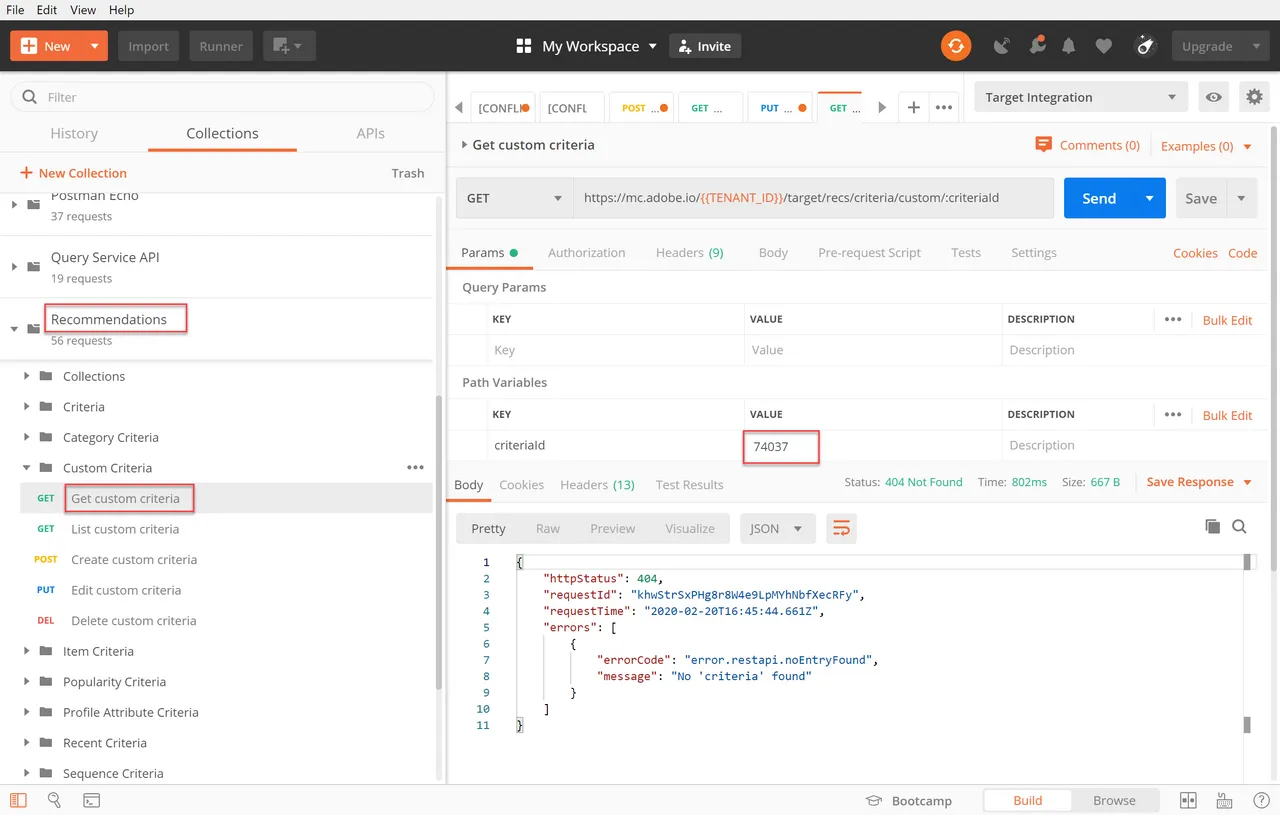 File Edit View Help
New Import Runner My Workspace Invite Upgrade
Filter
History Collections APIs
New Collection Trash
Postman Echo
37 requests
Query Service API
19 requests
Recommendations
56 requests
Collections
Criteria
Category Criteria
Custom Criteria
GET Get custom criteria
GET List custom criteria
POST Create custom criteria
PUT Edit custom criteria
DEL Delete custom criteria
Item Criteria
Popularity Criteria
Profile Attribute Criteria
Recent Criteria
Sequence Criteria
[CONFLI [CONFL POST ... GET ... PUT ... GET ... Target Integration
Get custom criteria Comments (0) Examples (0)
GET https://mc.adobe.io/{{TENANT_ID}}/target/recs/criteria/custom/:criteriaId Send Save
Params Authorization Headers (9) Body Pre-request Script Tests Settings Cookies Code
Query Params
KEY VALUE DESCRIPTION ••• Bulk Edit
Key Value Description
Path Variables
KEY VALUE DESCRIPTION ••• Bulk Edit
criteriaId 74037 Description
Body Cookies Headers (13) Test Results Status: 404 Not Found Time: 802ms Size: 667 B Save Response
Pretty Raw Preview Visualize JSON
1 {
2 "httpStatus": 404,
3 "requestId": "khwStrSxPHg8r8W4e9LpMYhNbfXecRFy",
4 "requestTime": "2020-02-20T16:45:44.661Z",
5 "errors": [
6 {
7 "errorCode": "error.restapi.noEntryFound",
8 "message": "No 'criteria' found"
9 }
10 ]
11 }
Bootcamp Build Browse